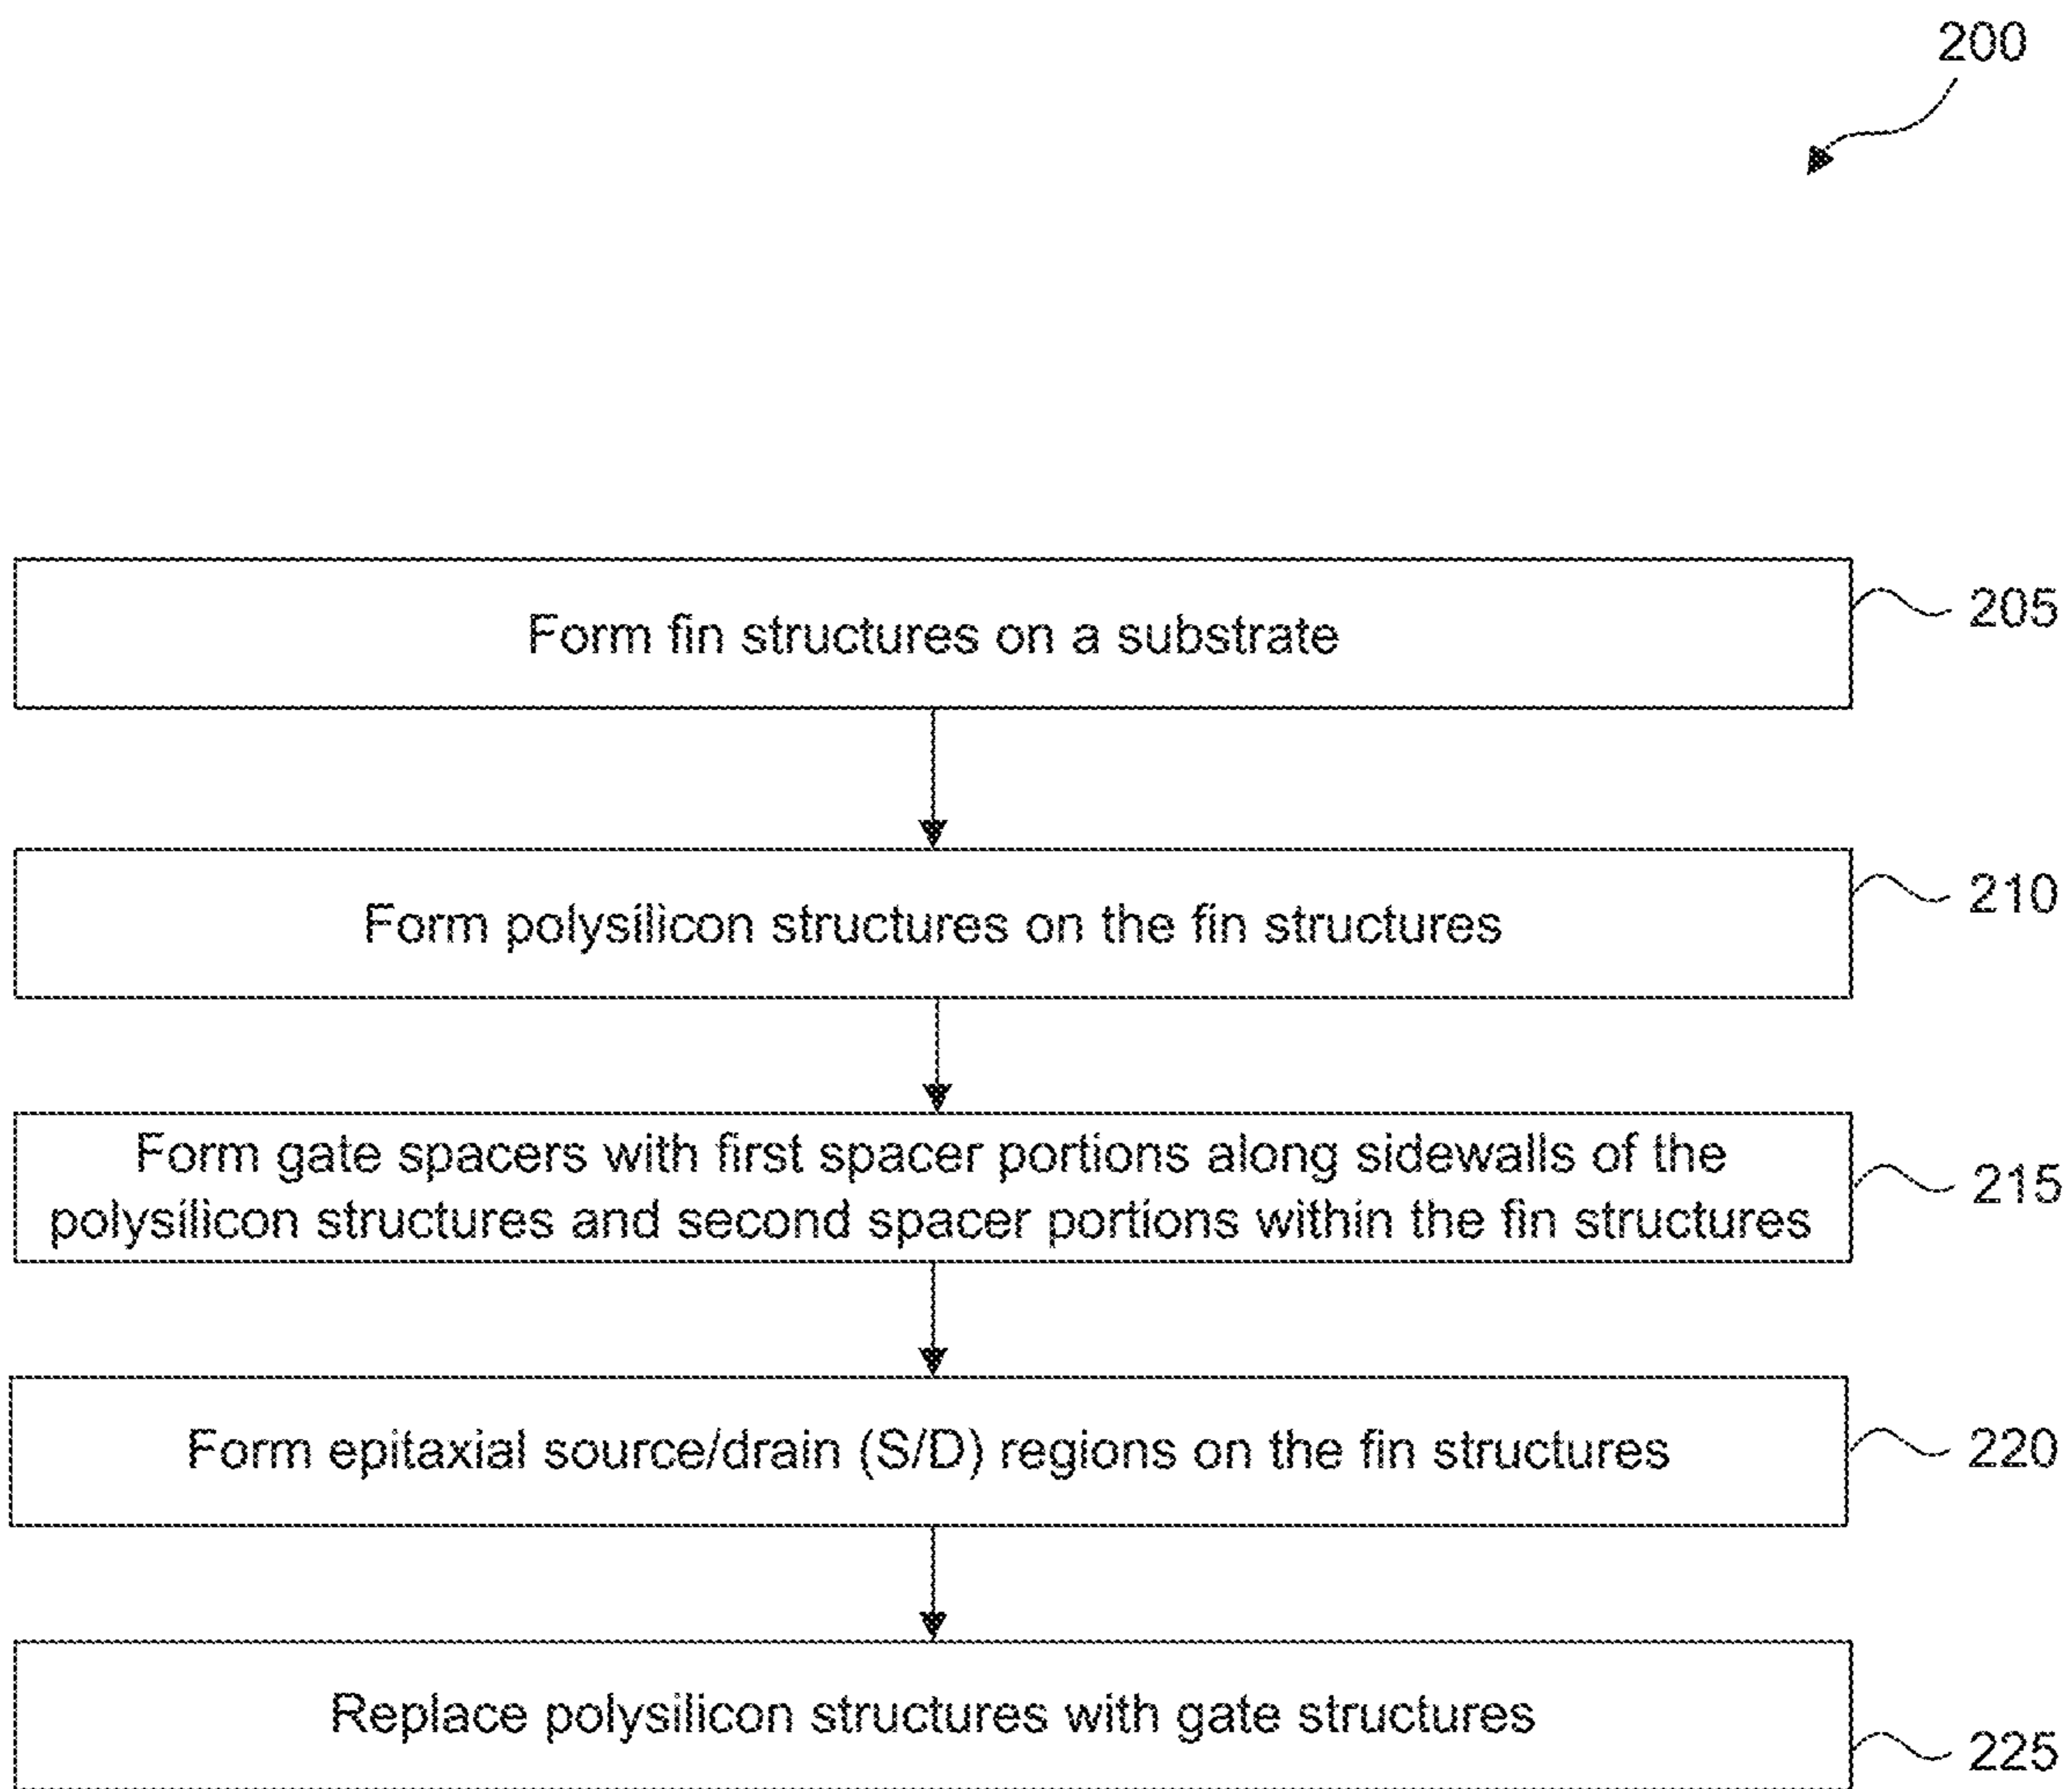 200
Form fin structures on a substrate
205
Form polysilicon structures on the fin structures
210
Form gate spacers with first spacer portions along sidewalls of the
polysilicon structures and second spacer portions within the fin structures
215
Form epitaxial source/drain (S/D) regions on the fin structures
220
Replace polysilicon structures with gate structures
225